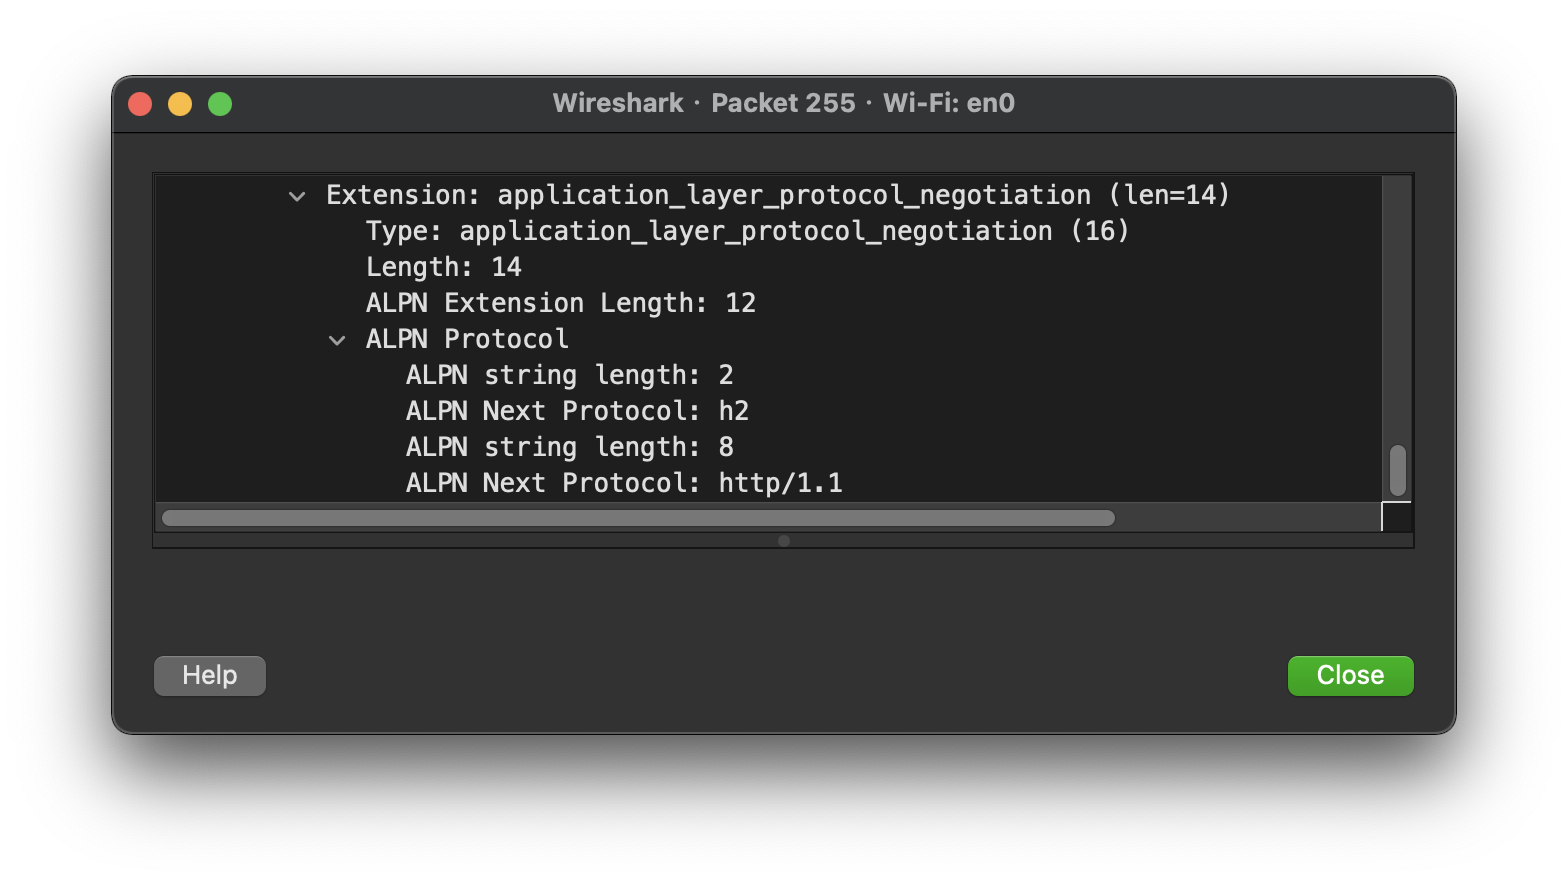 Wireshark · Packet 255 · Wi-Fi: en0
Extension: application_layer_protocol_negotiation (len=14)
Type: application_layer_protocol_negotiation (16)
Length: 14
ALPN Extension Length: 12
ALPN Protocol
ALPN string length: 2
ALPN Next Protocol: h2
ALPN string length: 8
ALPN Next Protocol: http/1.1
Help
Close